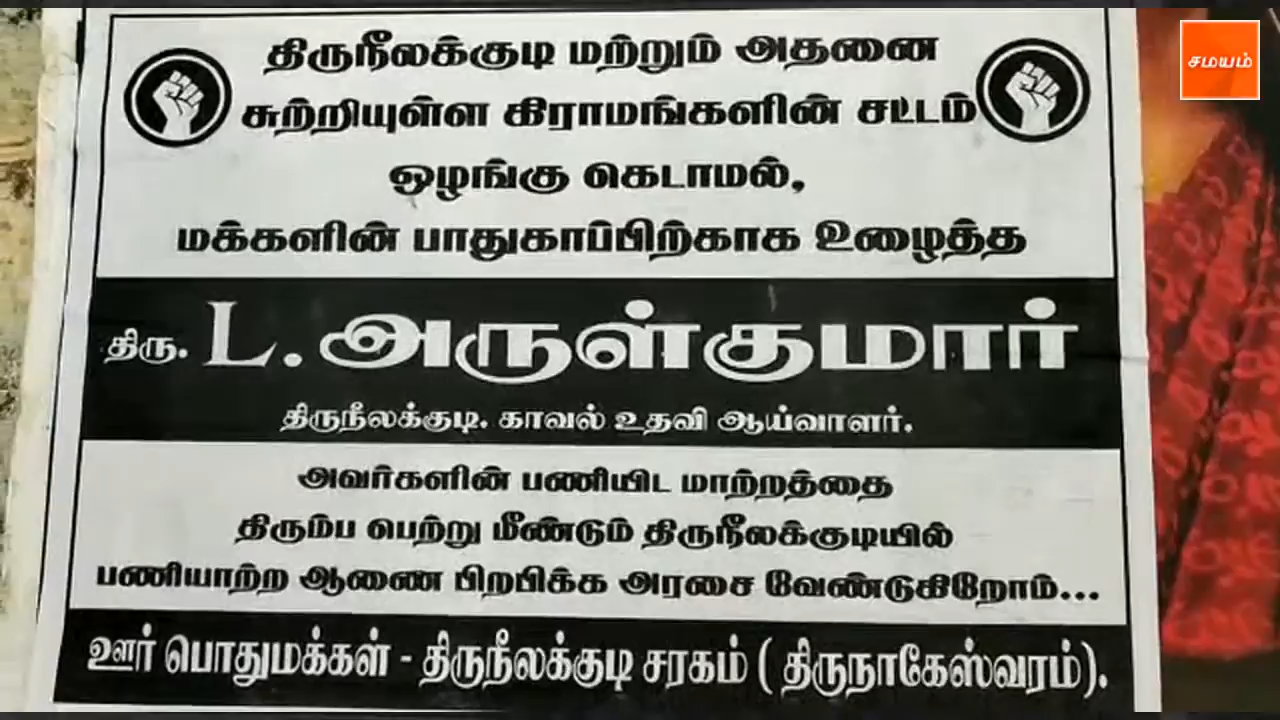 திருநீலக்குடி மற்றும் அதனை
சுற்றியுள்ள கிராமங்களின் சட்டம்
ஒழங்கு கெடாமல்,
மக்களின் பாதுகாப்பிற்காக உழைத்த
திரு. L. அருள்குமார்
திருநீலக்குடி. காவல் உதவி ஆய்வாளர்.
அவர்களின் பணியிட மாற்றத்தை
திரும்ப பெற்று மீண்டும் திருநீலக்குடியில்
பணியாற்ற ஆணை பிறபிக்க அரசை வேண்டுகிறோம்...
ஊர் பொதுமக்கள் - திருநீலக்குடி சரகம் ( திருநாகேஸ்வரம்).
சமயம்